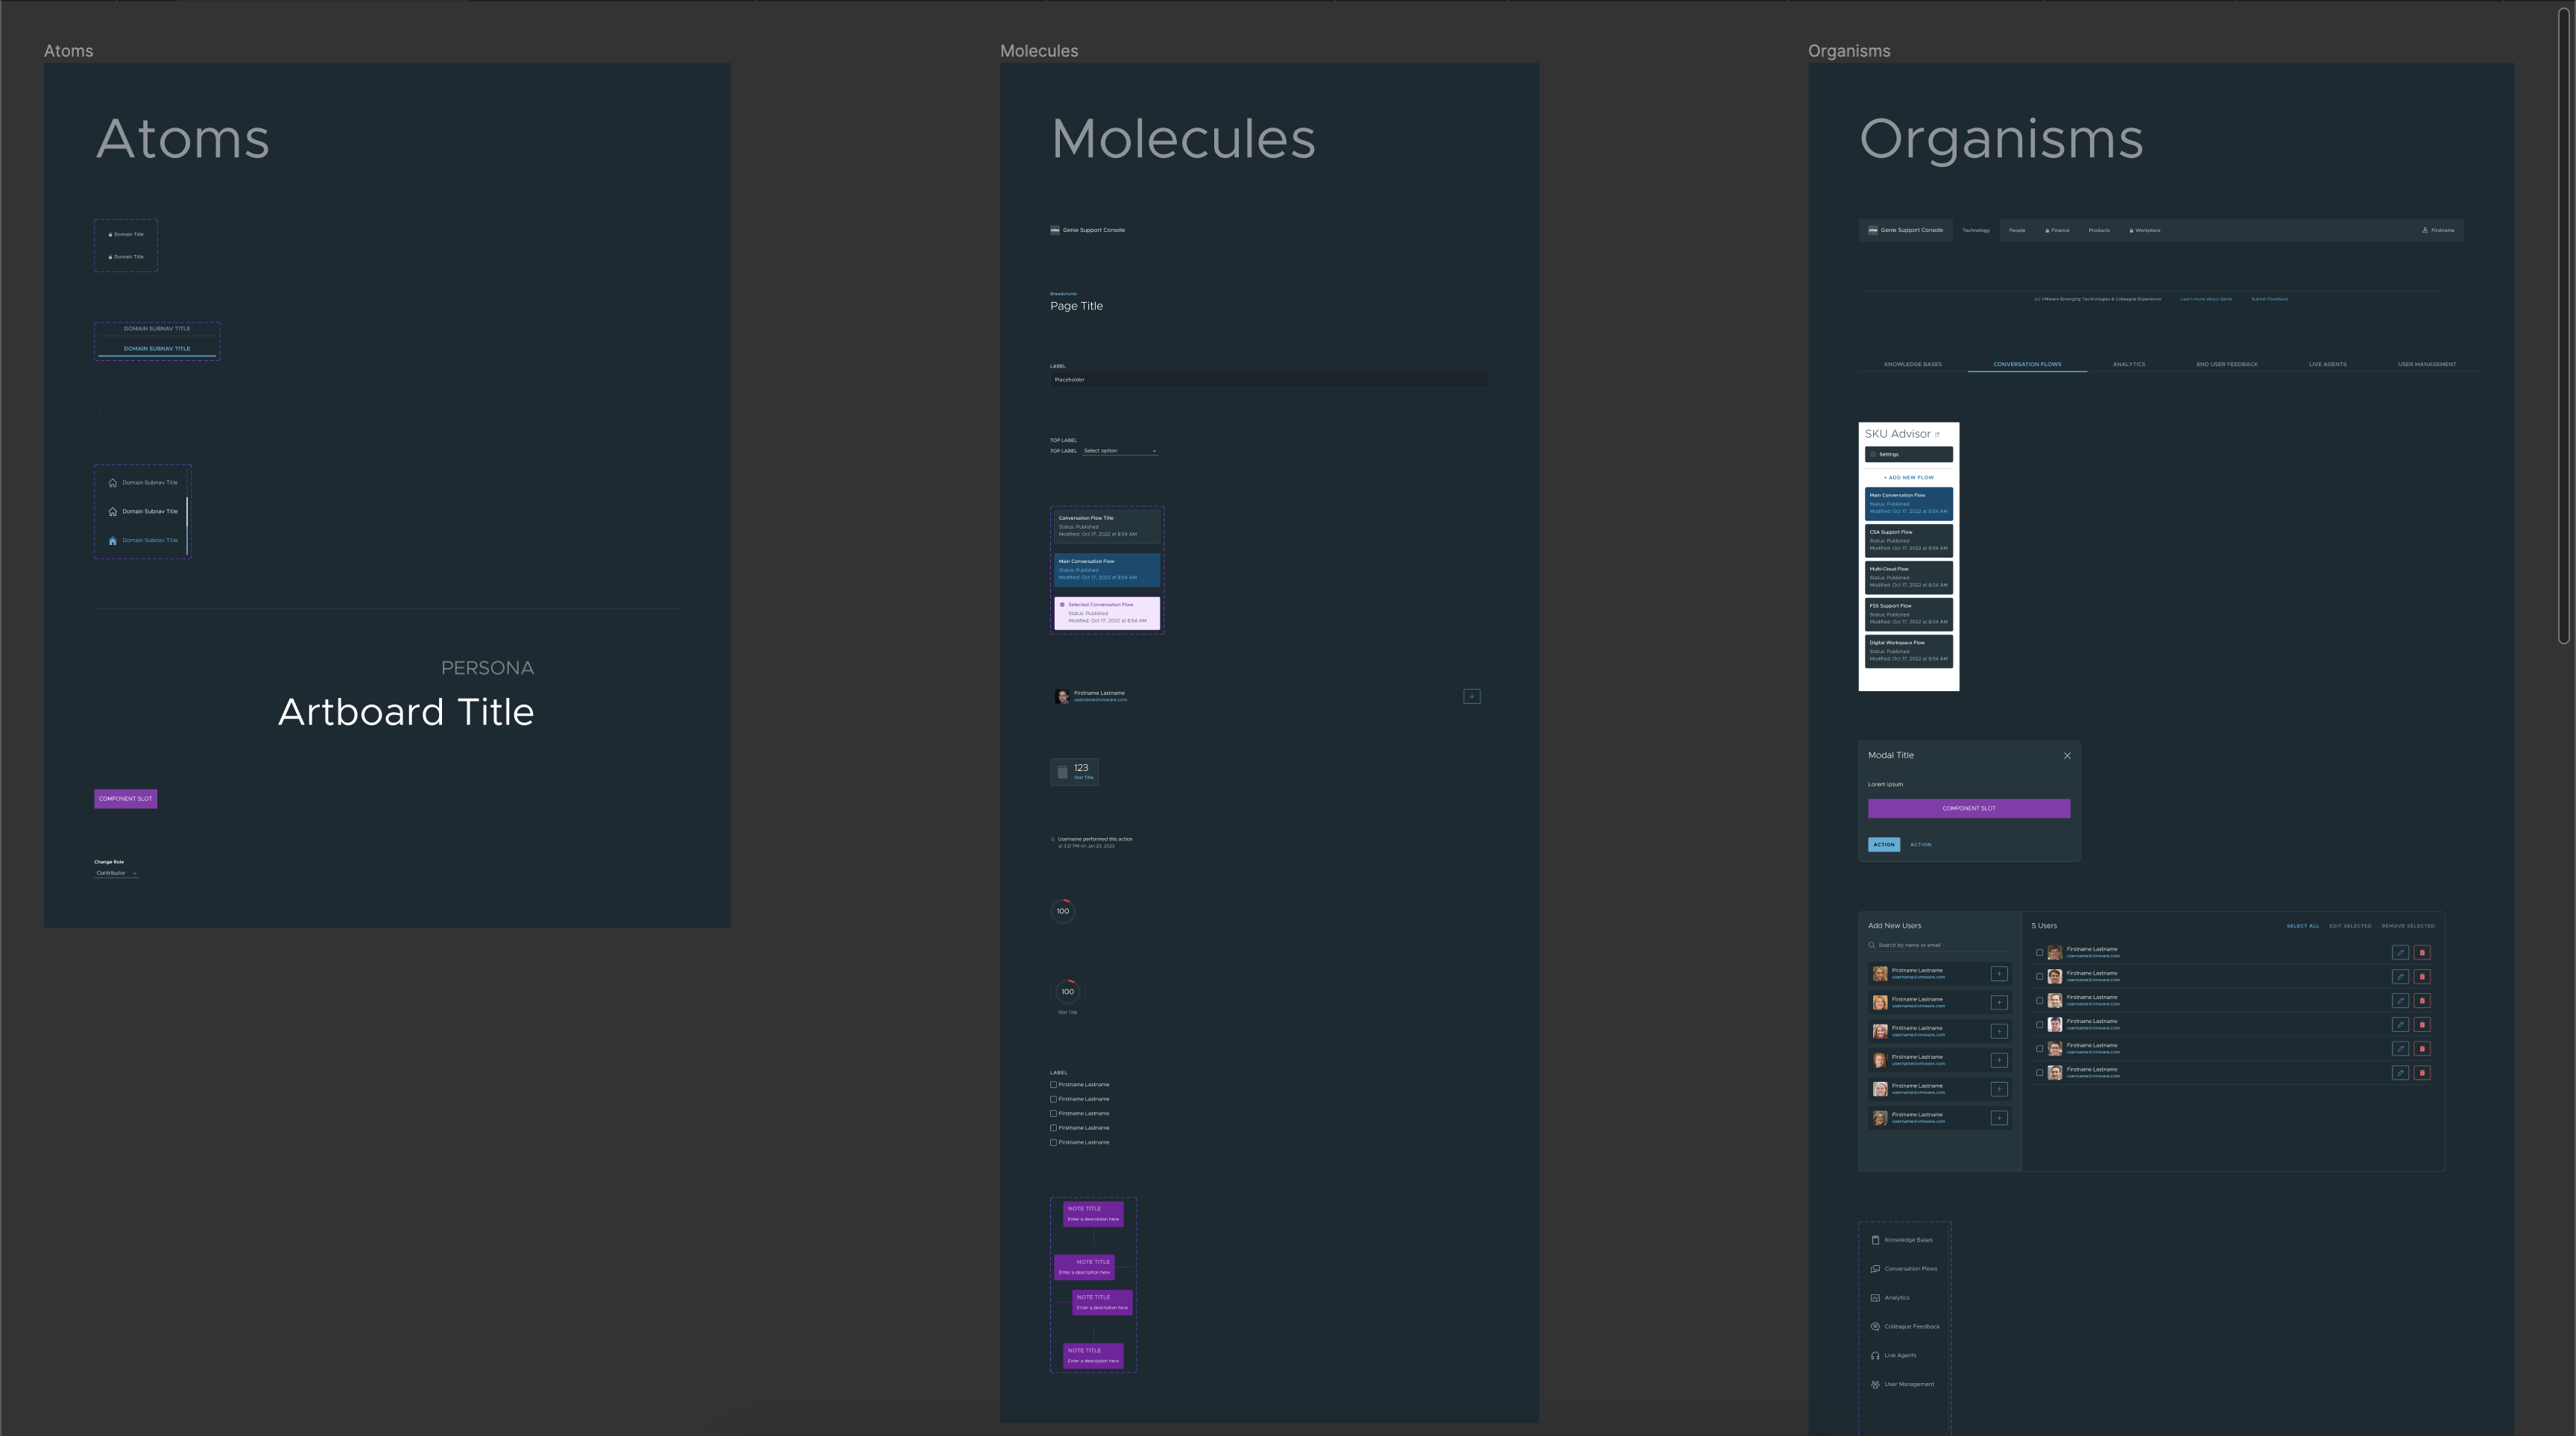 Atoms
Atoms
Domain Title
Domain Title
DOMAIN SUBNAV TITLE
DOMAIN SUBNAV TITLE
Domain Subnav Title
Domain Subnav Title
Domain Subnav Title
PERSONA
Artboard Title
COMPONENT SLOT
Change Role
Contributor
Molecules
Molecules
vmw Genie Support Console
Breadcrumb
Page Title
LABEL
Placeholder
TOP LABEL
TOP LABEL Select option
Conversation Flow Title
Status: Published
Modified: Oct 17, 2022 at 8:54 AM
Main Conversation Flow
Status: Published
Modified: Oct 17, 2022 at 8:54 AM
Selected Conversation Flow
Status: Published
Modified: Oct 17, 2022 at 8:54 AM
Firstname Lastname
username@vmware.com
123
Stat Title
Username performed this action
at 3:21 PM on Jan 25, 2023
100
100
Stat Title
LABEL
Firstname Lastname
Firstname Lastname
Firstname Lastname
Firstname Lastname
Firstname Lastname
NOTE TITLE
Enter a description here
NOTE TITLE
Enter a description here
NOTE TITLE
Enter a description here
NOTE TITLE
Enter a description here
Organisms
Organisms
vmw Genie Support Console Technology People Finance Products Workplace Firstname
(c) VMware Emerging Technologies & Colleague Experience Learn more about Genie Submit Feedback
KNOWLEDGE BASES CONVERSATION FLOWS ANALYTICS END USER FEEDBACK LIVE AGENTS USER MANAGEMENT
SKU Advisor
Settings
+ ADD NEW FLOW
Main Conversation Flow
Status: Published
Modified: Oct 17, 2022 at 8:54 AM
CSA Support Flow
Status: Published
Modified: Oct 17, 2022 at 8:54 AM
Multi-Cloud Flow
Status: Published
Modified: Oct 17, 2022 at 8:54 AM
FSS Support Flow
Status: Published
Modified: Oct 17, 2022 at 8:54 AM
Digital Workspace Flow
Status: Published
Modified: Oct 17, 2022 at 8:54 AM
Modal Title
Lorem ipsum
COMPONENT SLOT
ACTION ACTION
Add New Users
Search by name or email
Firstname Lastname
username@vmware.com
Firstname Lastname
username@vmware.com
Firstname Lastname
username@vmware.com
Firstname Lastname
username@vmware.com
Firstname Lastname
username@vmware.com
Firstname Lastname
username@vmware.com
5 Users SELECT ALL EDIT SELECTED REMOVE SELECTED
Firstname Lastname
username@vmware.com
Firstname Lastname
username@vmware.com
Firstname Lastname
username@vmware.com
Firstname Lastname
username@vmware.com
Firstname Lastname
username@vmware.com
Firstname Lastname
username@vmware.com
Knowledge Bases
Conversation Flows
Analytics
Colleague Feedback
Live Agents
User Management